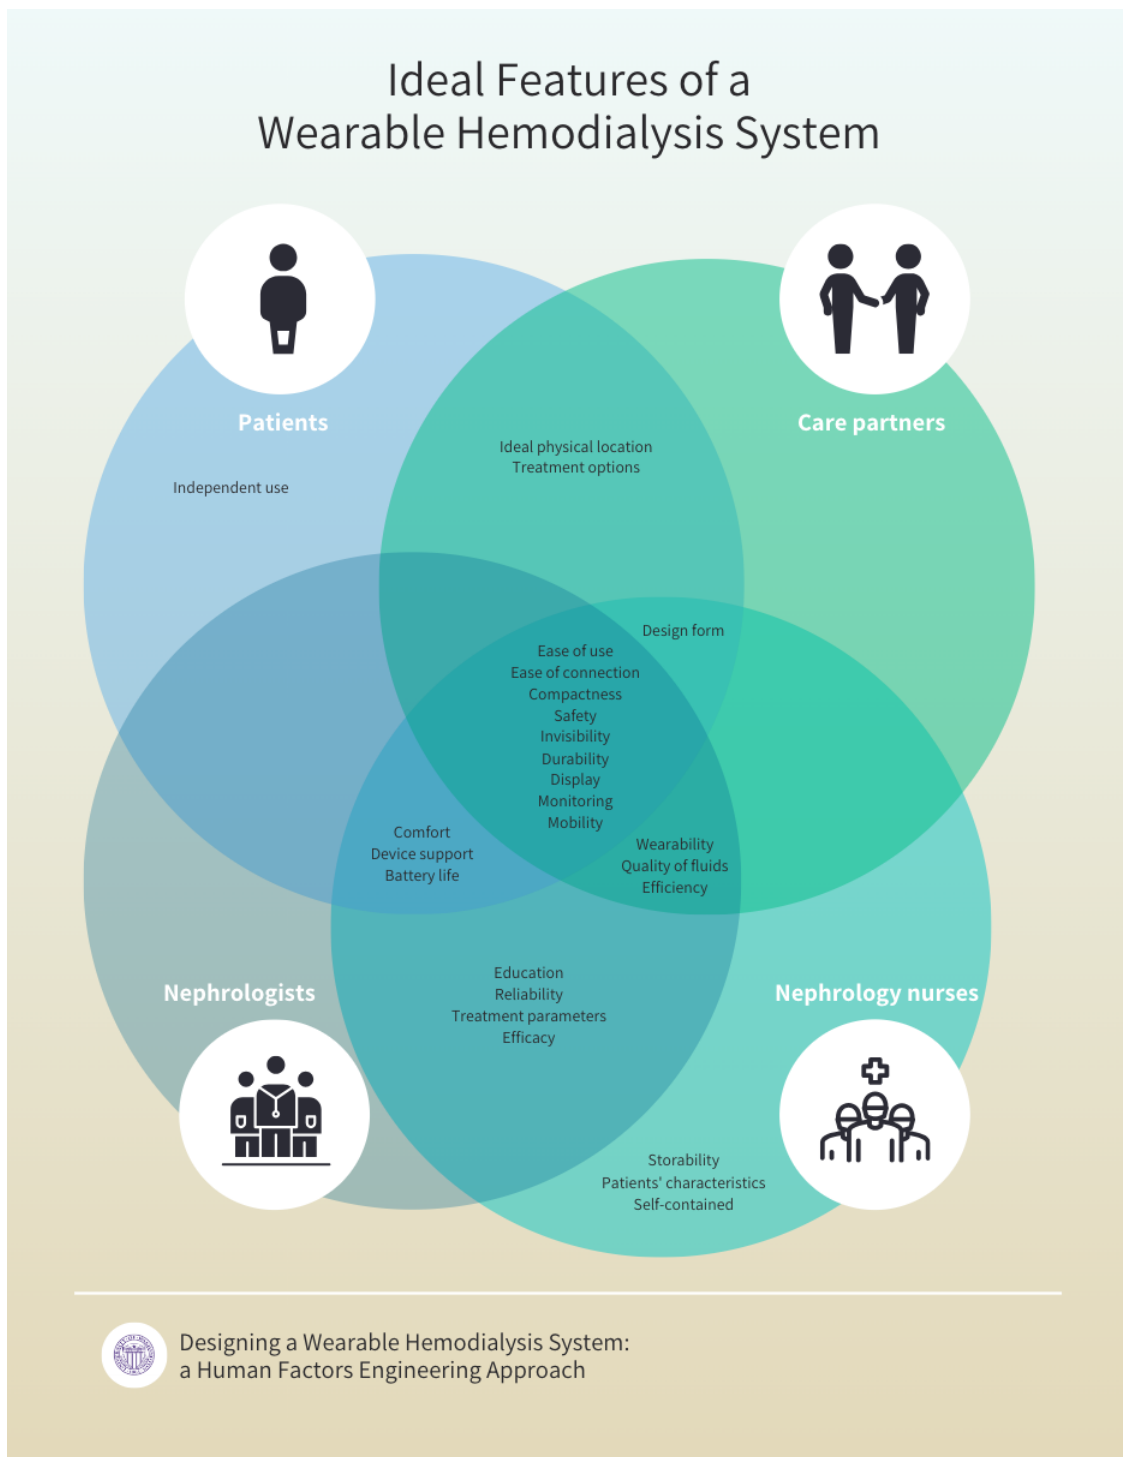 Ideal Features of a
Wearable Hemodialysis System
Patients
Care partners
Independent use
Ideal physical location
Treatment options
Design form
Ease of use
Ease of connection
Compactness
Safety
Invisibility
Durability
Display
Monitoring
Mobility
Comfort
Device support
Battery life
Wearability
Quality of fluids
Efficiency
Education
Reliability
Treatment parameters
Efficacy
Nephrologists
Nephrology nurses
Storability
Patients' characteristics
Self-contained
Designing a Wearable Hemodialysis System:
a Human Factors Engineering Approach